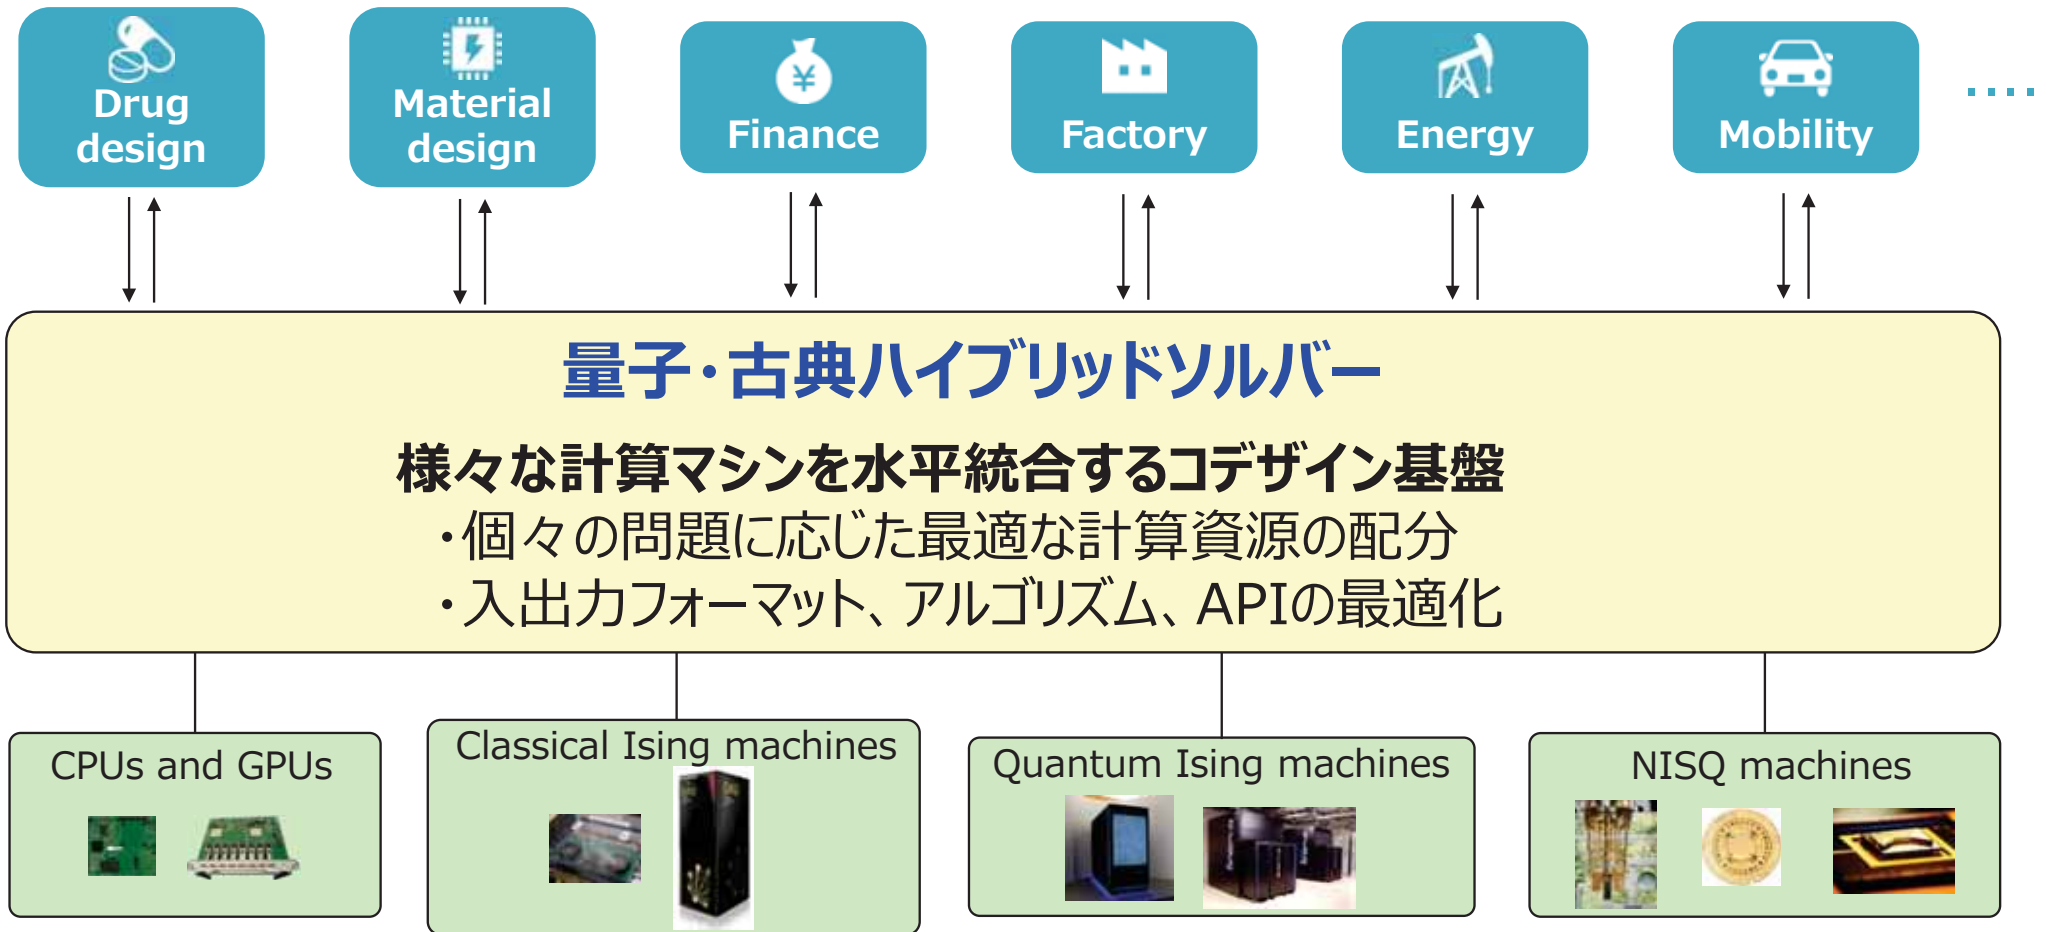 Drug
design
Material
design
Finance
Factory
Energy
Mobility
量子・古典ハイブリッドソルバー
様々な計算マシンを水平統合するコデザイン基盤
・個々の問題に応じた最適な計算資源の配分
・入出力フォーマット、アルゴリズム、APIの最適化
CPUs and GPUs
Classical Ising machines
Quantum Ising machines
NISQ machines